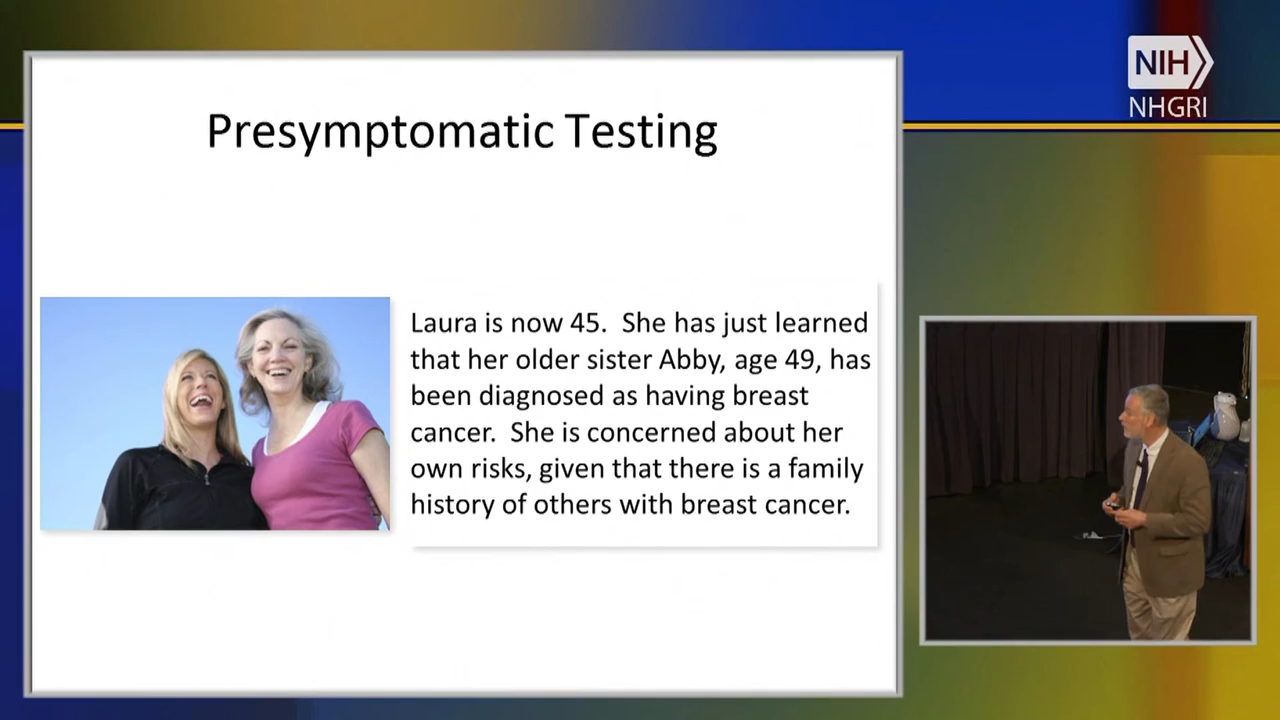 NIH
NHGRI
Presymptomatic Testing
Laura is now 45. She has just learned
that her older sister Abby, age 49, has
been diagnosed as having breast
cancer. She is concerned about her
own risks, given that there is a family
history of others with breast cancer.